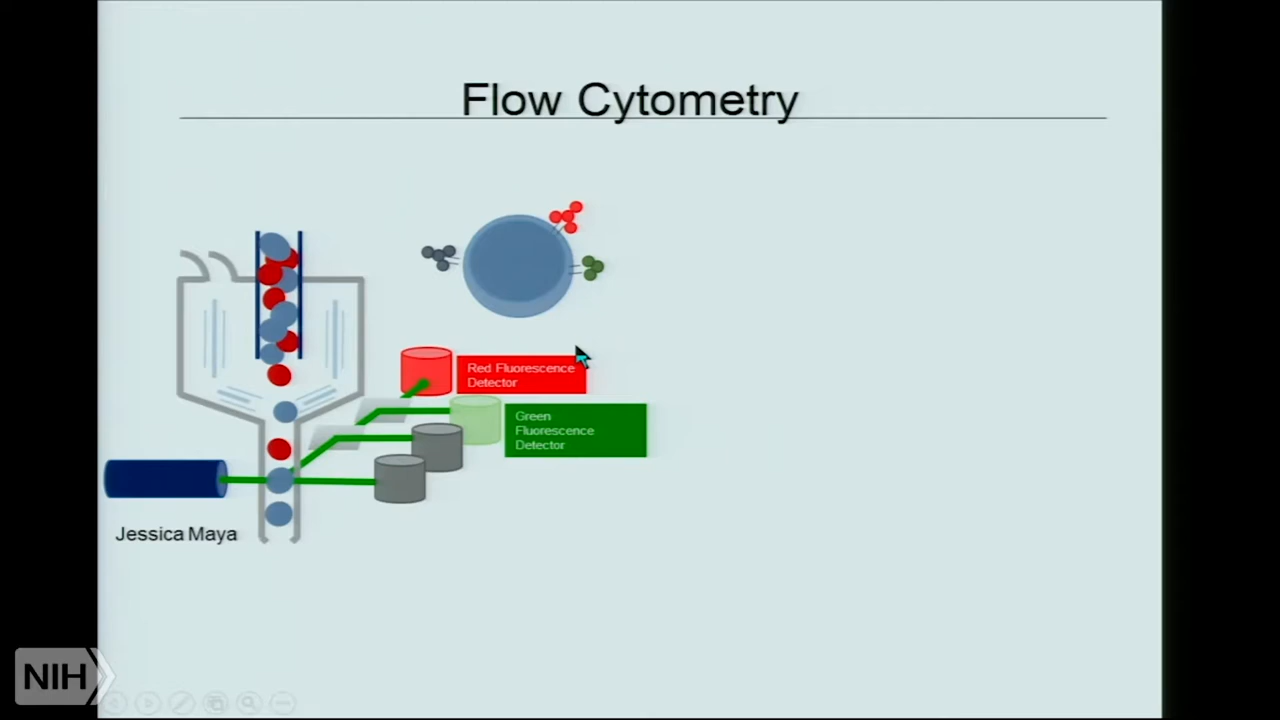 Flow Cytometry
Red Fluorescence
Detector
Green
Fluorescence
Detector
Jessica Maya
NIH